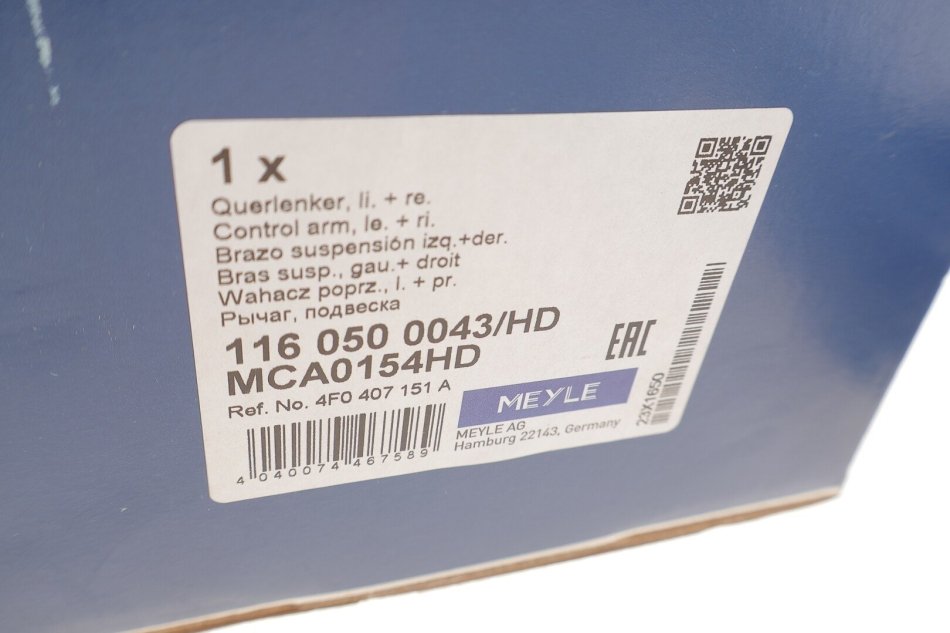 1 x
Querlenker, li. + re.
Control arm, le. + ri.
Brazo suspensión izq.+der.
Bras susp., gau.+ droit
Wahacz poprz., l. + pr.
Рычаг, подвеска
116 050 0043/HD
MCA0154HD
Ref. No. 4F0 407 151 A
4 040074 467589
EAC
MEYLE
MEYLE AG
Hamburg 22143, Germany
23X1650